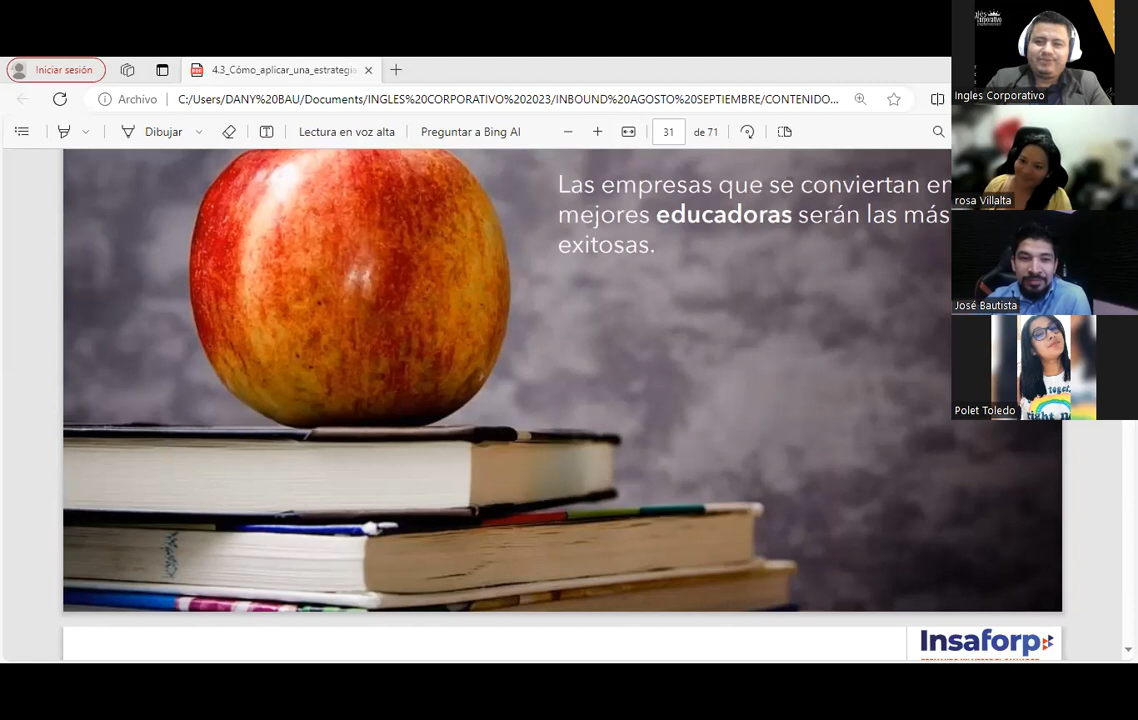 Iniciar sesión
4.3_Cómo_aplicar_una_estrategia
Archivo
C:/Users/DANY%20BAU/Documents/INGLES%20CORPORATIVO%202023/INBOUND%20AGOSTO%20SEPTIEMBRE/CONTENIDO...
Dibujar
Lectura en voz alta
Preguntar a Bing AI
31
de 71
Las empresas que se conviertan en
mejores educadoras serán las más
exitosas.
Insaforp
Ingles Corporativo
rosa Villalta
José Bautista
Polet Toledo